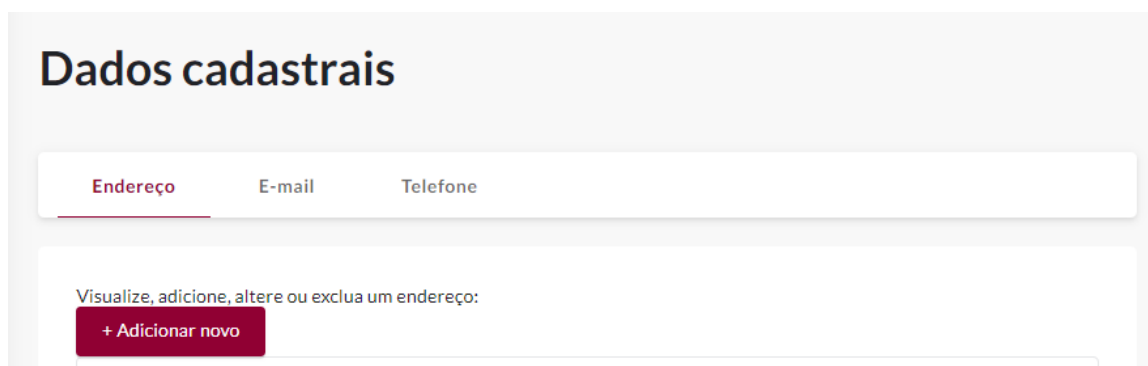 Dados cadastrais
Endereço E-mail Telefone
Visualize, adicione, altere ou exclua um endereço:
+ Adicionar novo